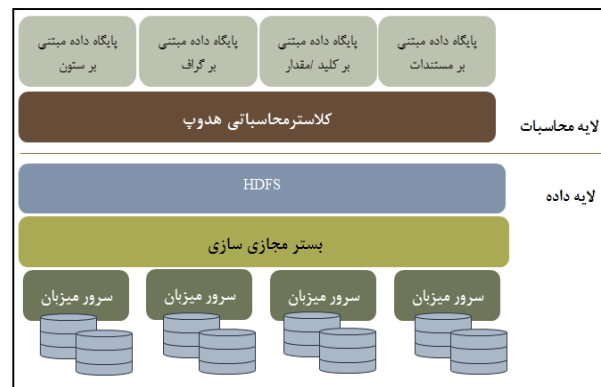 پایگاه داده مبتنی
بر مستندات
پایگاه داده مبتنی
بر کلید /مقدار
پایگاه داده مبتنی
بر گراف
پایگاه داده مبتنی
بر ستون
لایه محاسبات
کلاسترمحاسباتی هدوپ
لایه داده
HDFS
بستر مجازی سازی
سرور میزبان
سرور میزبان
سرور میزبان
سرور میزبان